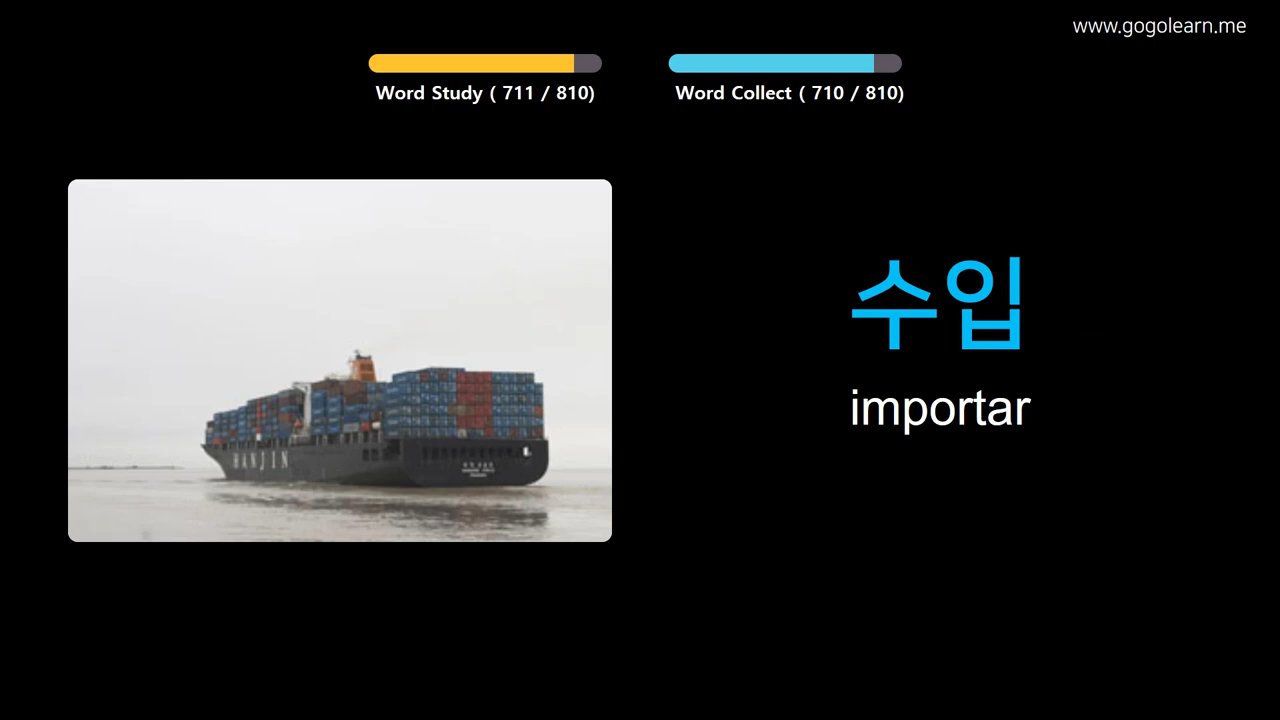 www.gogolearn.me
Word Study ( 711 / 810)
Word Collect ( 710 / 810)
수입
importar
HANJIN